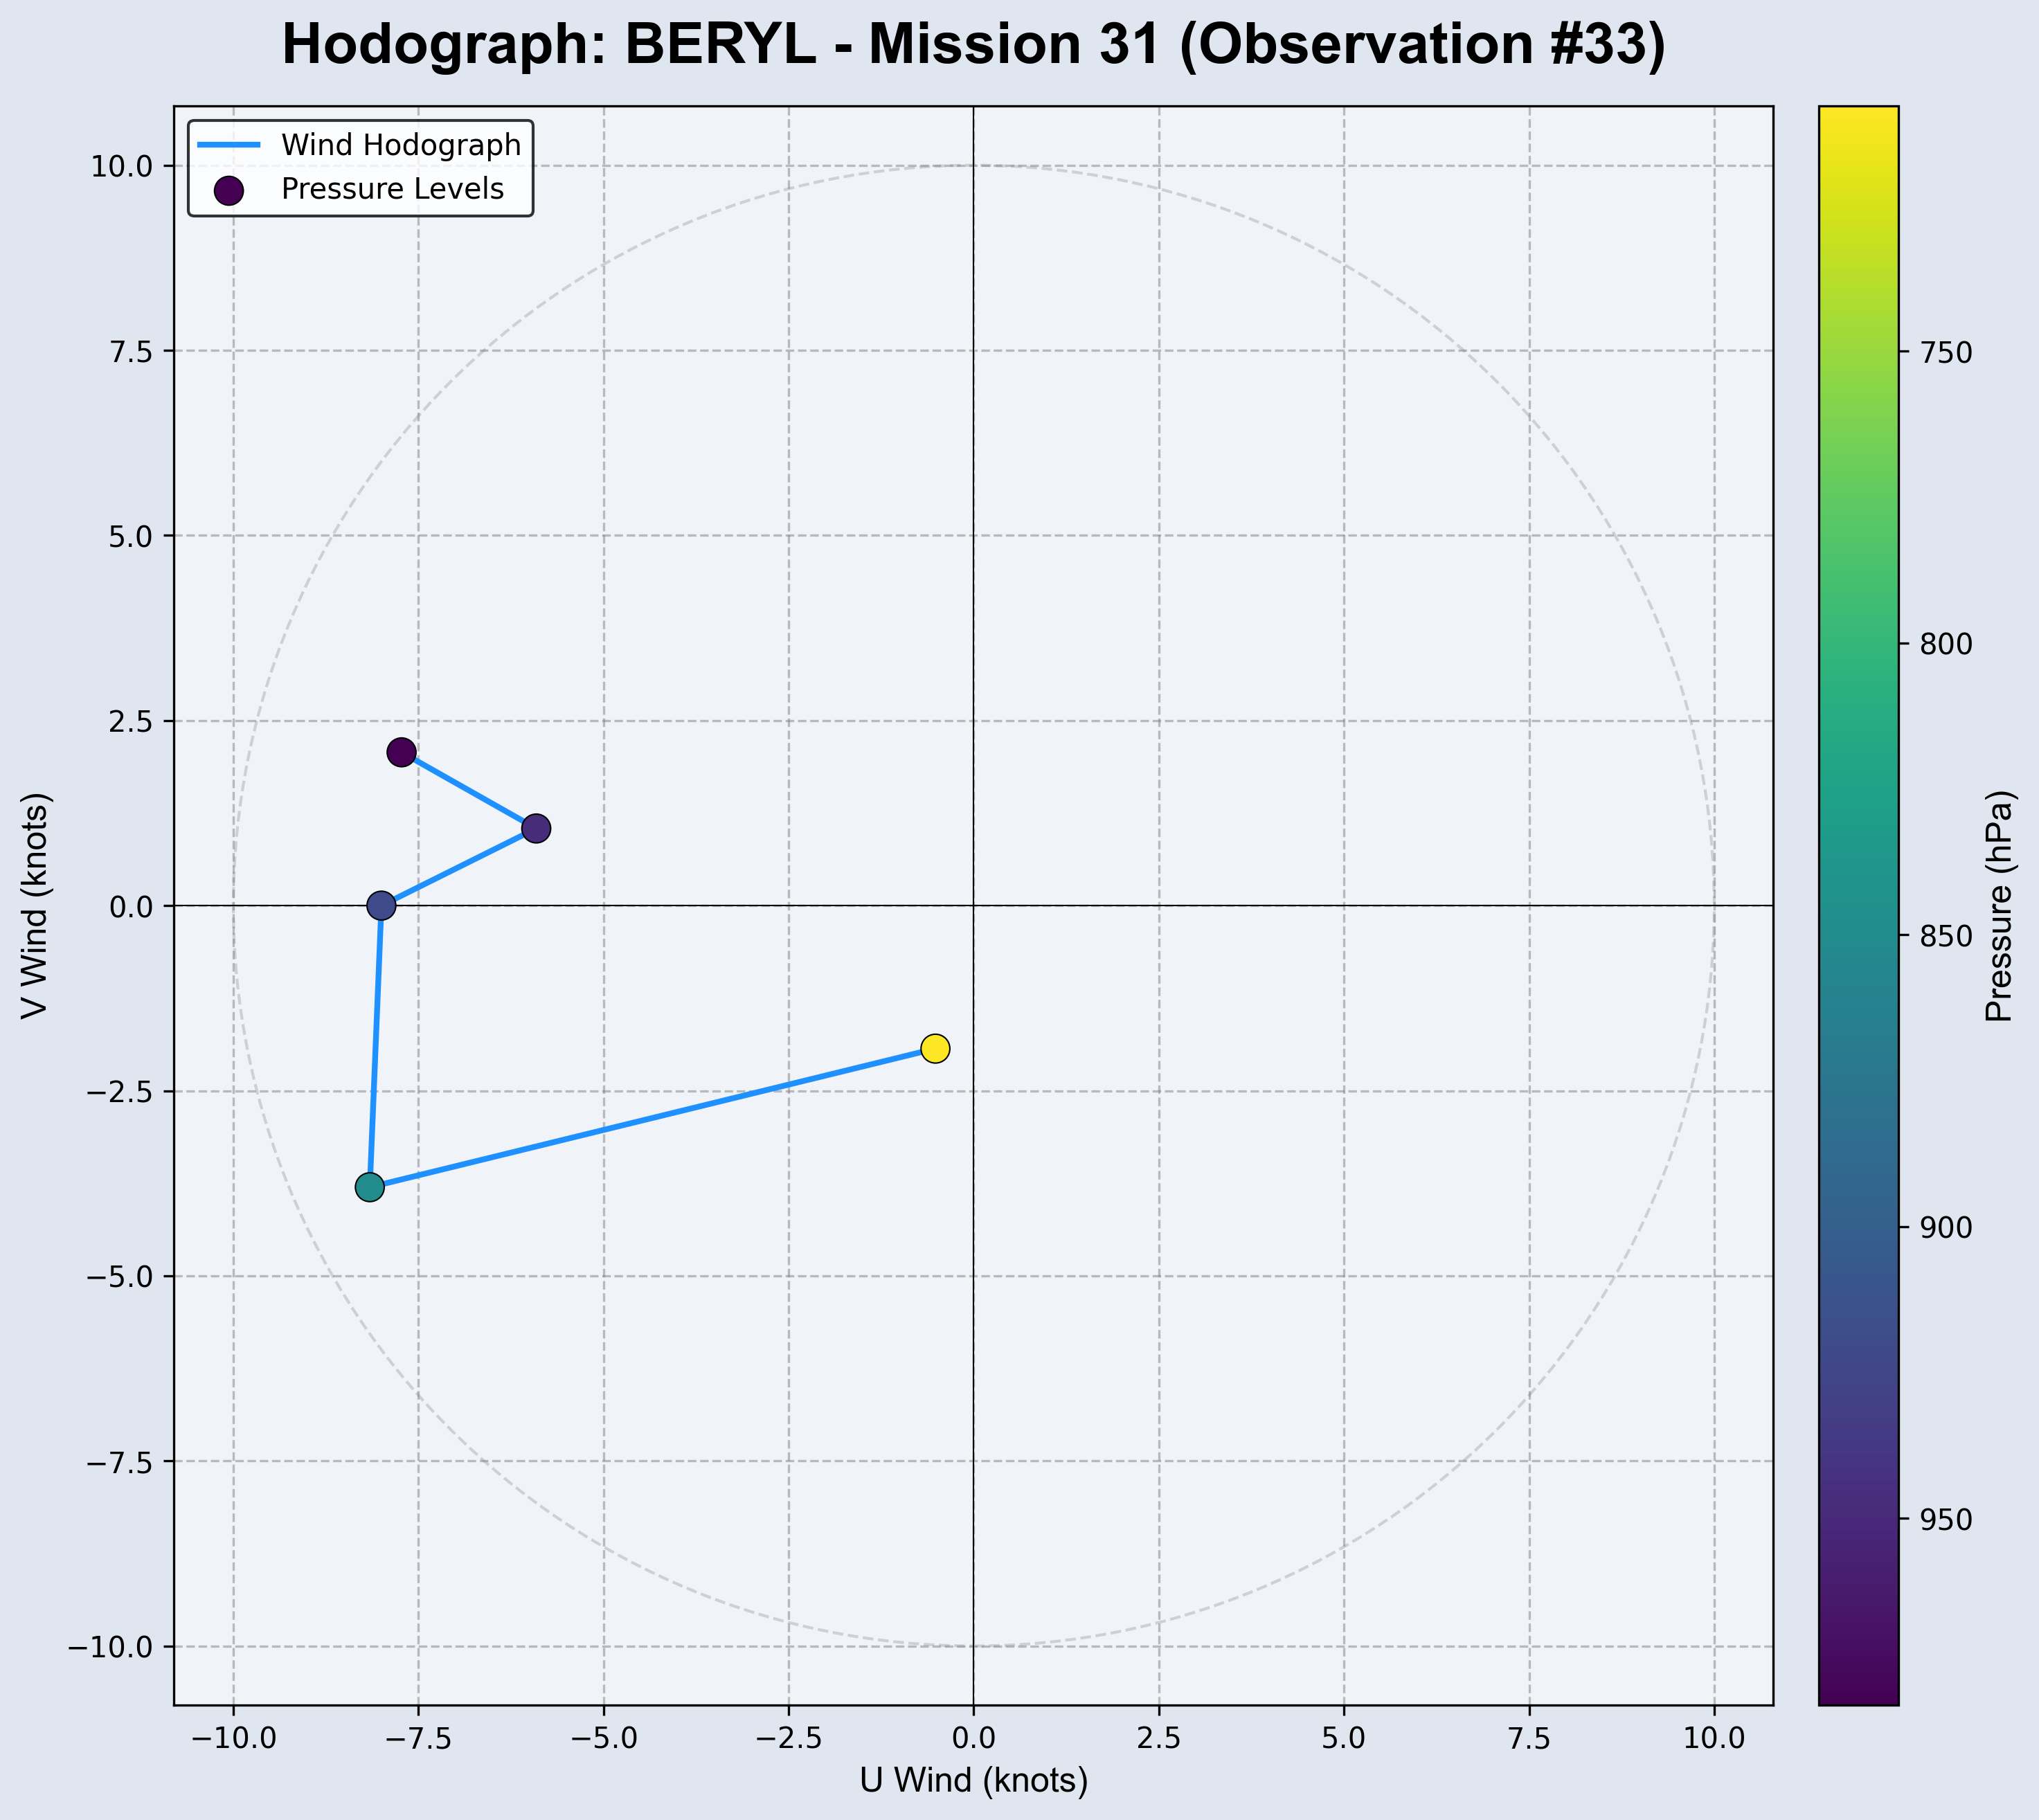 Hodograph: BERYL - Mission 31 (Observation #33)
Wind Hodograph
Pressure Levels
10.0
7.5
5.0
2.5
0.0
−2.5
−5.0
−7.5
−10.0
V Wind (knots)
−10.0 −7.5 −5.0 −2.5 0.0 2.5 5.0 7.5 10.0
U Wind (knots)
750
800
850
900
950
Pressure (hPa)